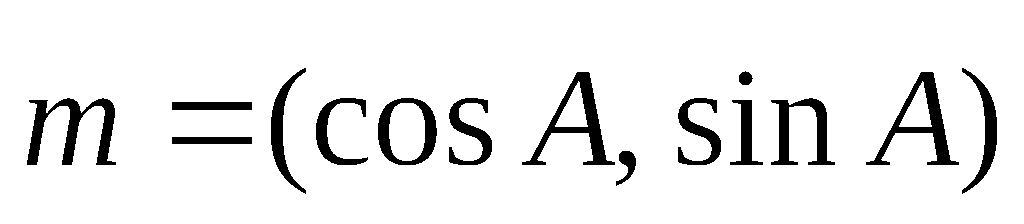 m =(cos A, sin A)